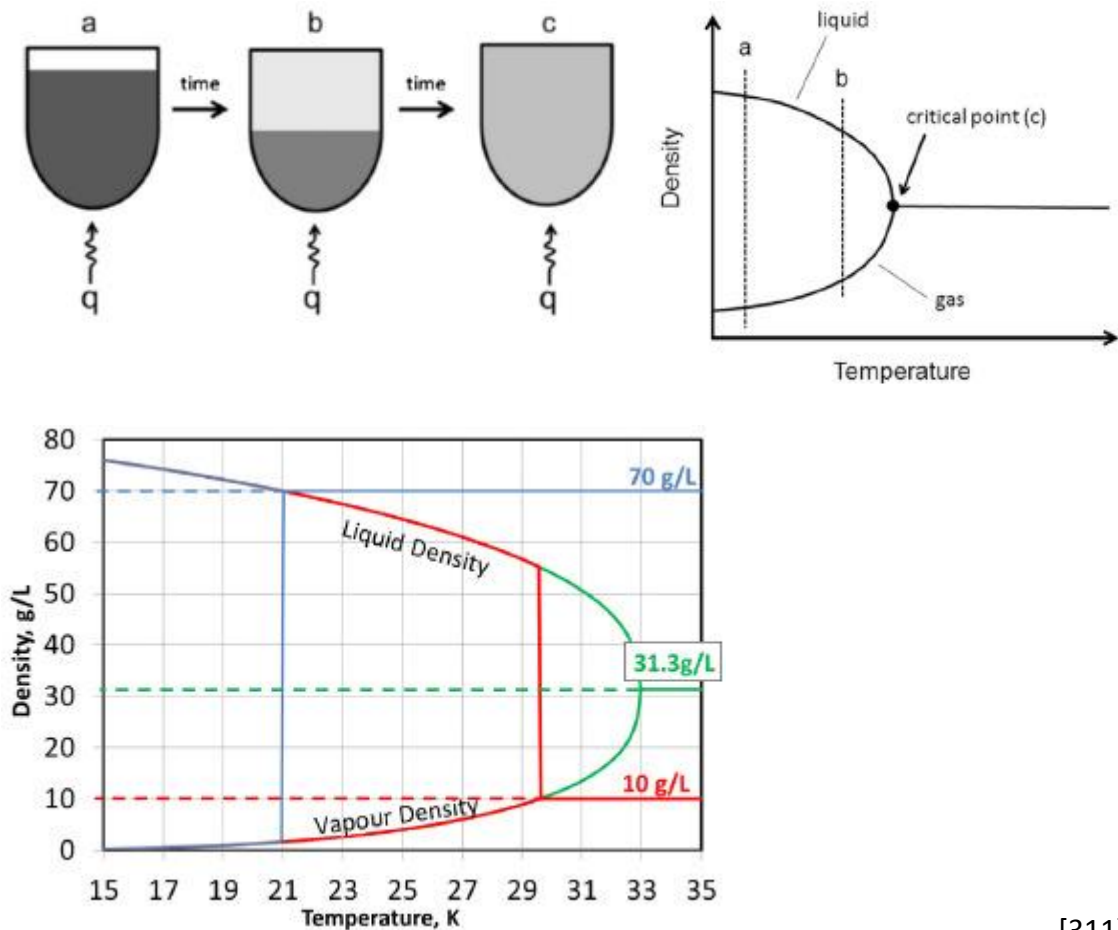 a b c
time time
q q q
liquid
a
b
critical point (c)
Density
gas
Temperature
80
70
60
50
40
30
20
10
0
Density, g/L
70 g/L
Liquid Density
31.3g/L
10 g/L
Vapour Density
15 17 19 21 23 25 27 29 31 33 35
Temperature, K